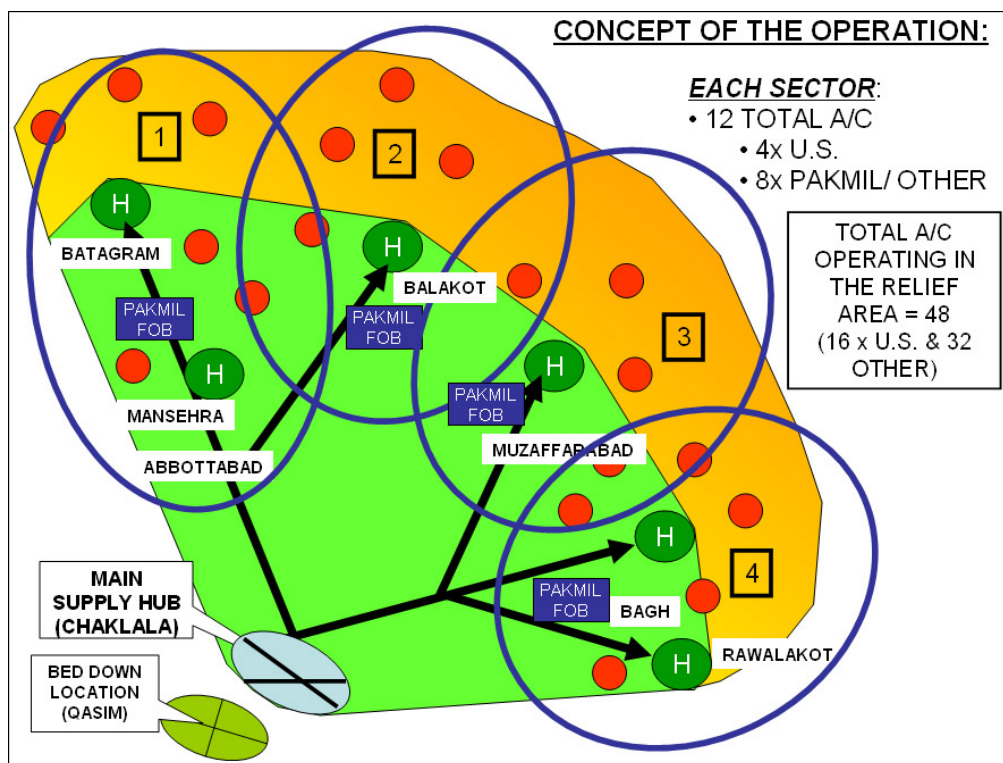 CONCEPT OF THE OPERATION:
EACH SECTOR:
• 12 TOTAL A/C
• 4x U.S.
• 8x PAKMIL/ OTHER
TOTAL A/C
OPERATING IN
THE RELIEF
AREA = 48
(16 x U.S. & 32
OTHER)
1
2
3
4
H
BATAGRAM
PAKMIL
FOB
H
MANSEHRA
ABBOTTABAD
H
BALAKOT
PAKMIL
FOB
H
PAKMIL
FOB
MUZAFFARABAD
H
PAKMIL
FOB
BAGH
H
RAWALAKOT
MAIN
SUPPLY HUB
(CHAKLALA)
BED DOWN
LOCATION
(QASIM)